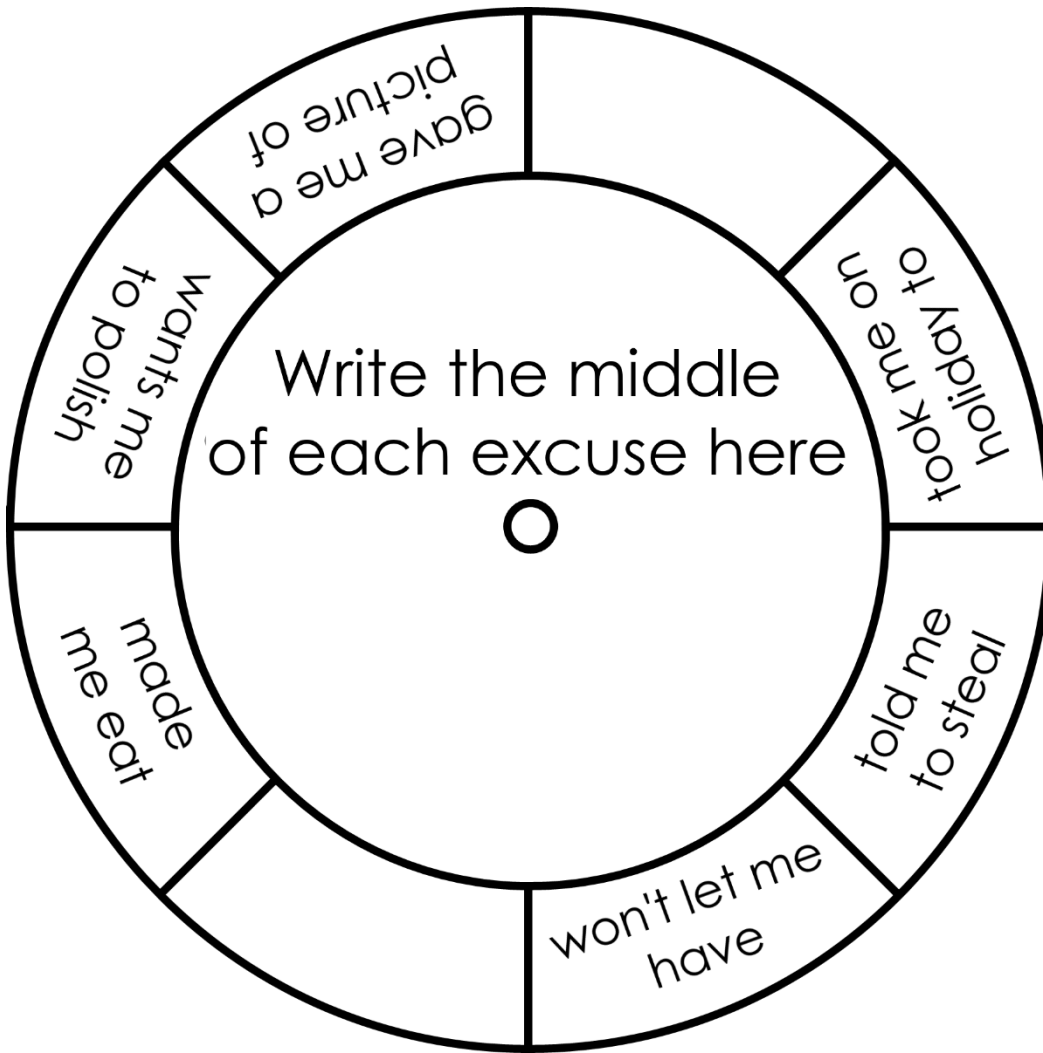 Write the middle
of each excuse here
took me on
holiday to
told me
to steal
won't let me
have
made
me eat
wants me
to polish
gave me a
picture of